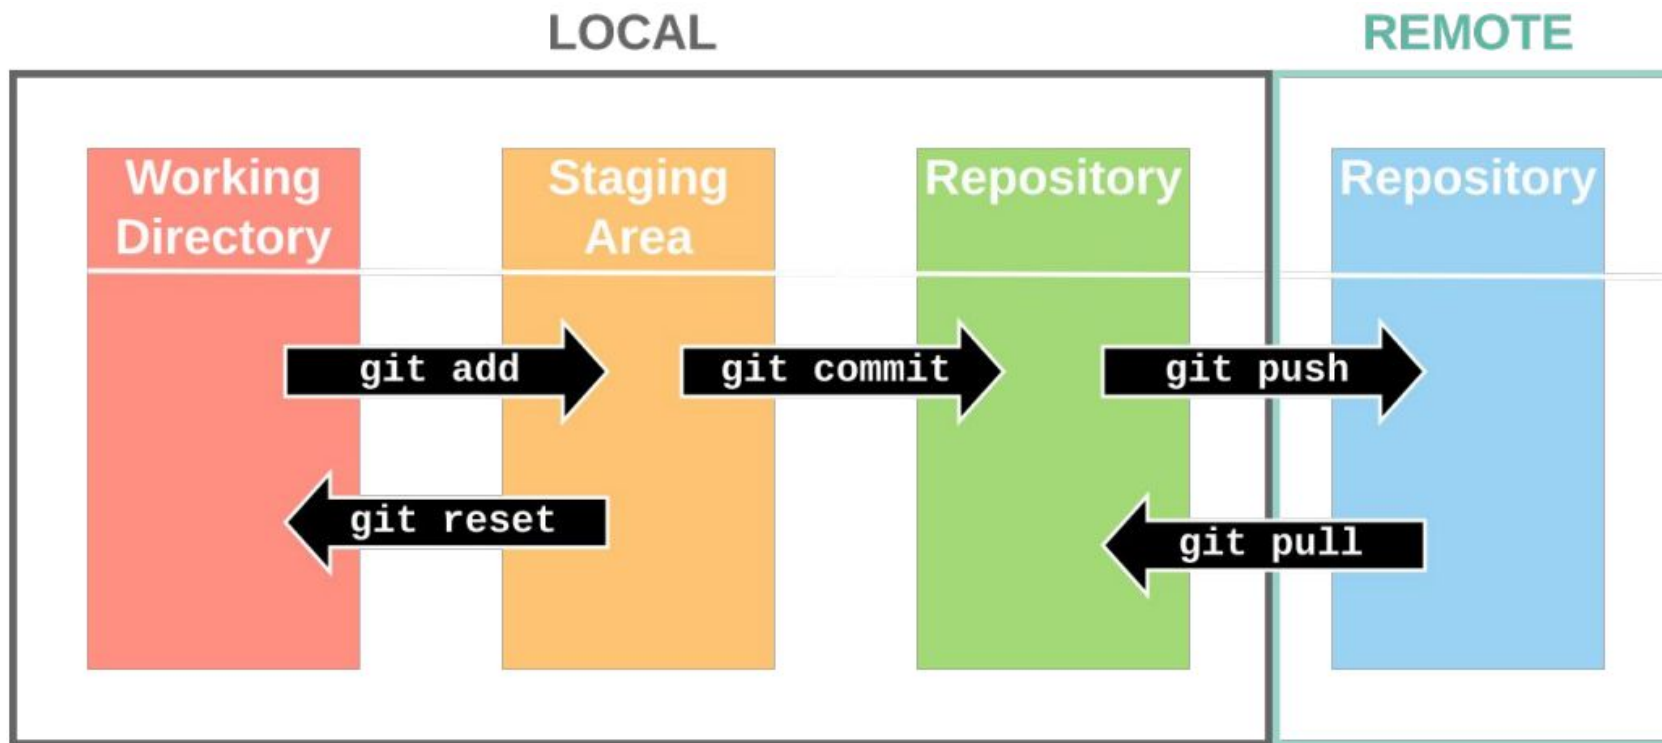 LOCAL
REMOTE
Working
Directory
Staging
Area
Repository
Repository
git add
git commit
git push
git reset
git pull